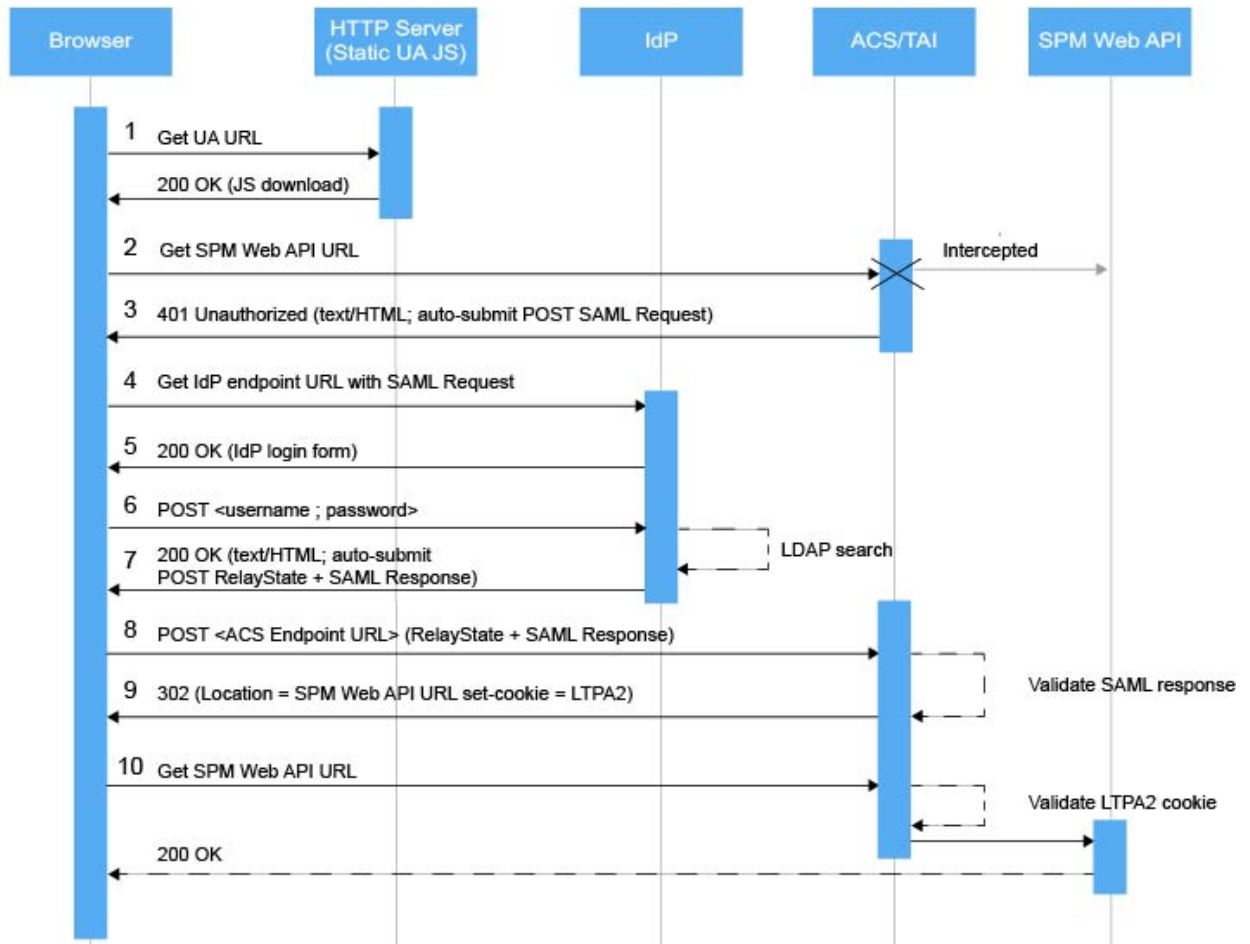 Browser
HTTP Server
(Static UA JS)
IdP
ACS/TAI
SPM Web API
1 Get UA URL
200 OK (JS download)
2 Get SPM Web API URL
Intercepted
3 401 Unauthorized (text/HTML; auto-submit POST SAML Request)
4 Get IdP endpoint URL with SAML Request
5 200 OK (IdP login form)
6 POST <username ; password>
LDAP search
7 200 OK (text/HTML; auto-submit
POST RelayState + SAML Response)
8 POST <ACS Endpoint URL> (RelayState + SAML Response)
Validate SAML response
9 302 (Location = SPM Web API URL set-cookie = LTPA2)
10 Get SPM Web API URL
Validate LTPA2 cookie
200 OK